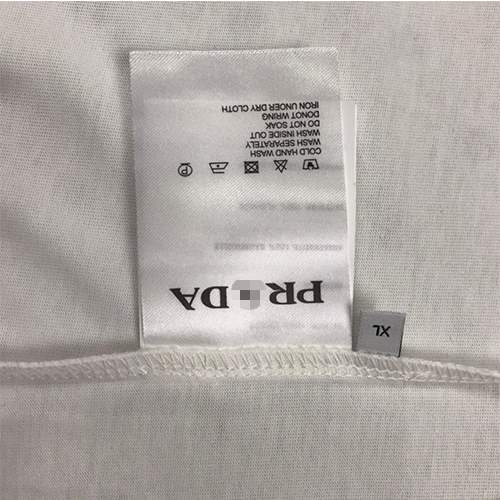 PR DA
COLD HAND WASH
WASH SEPARATELY
WASH INSIDE OUT
DO NOT SOAK
DONOT WRING
IRON UNDER DRY CLOTH
XL